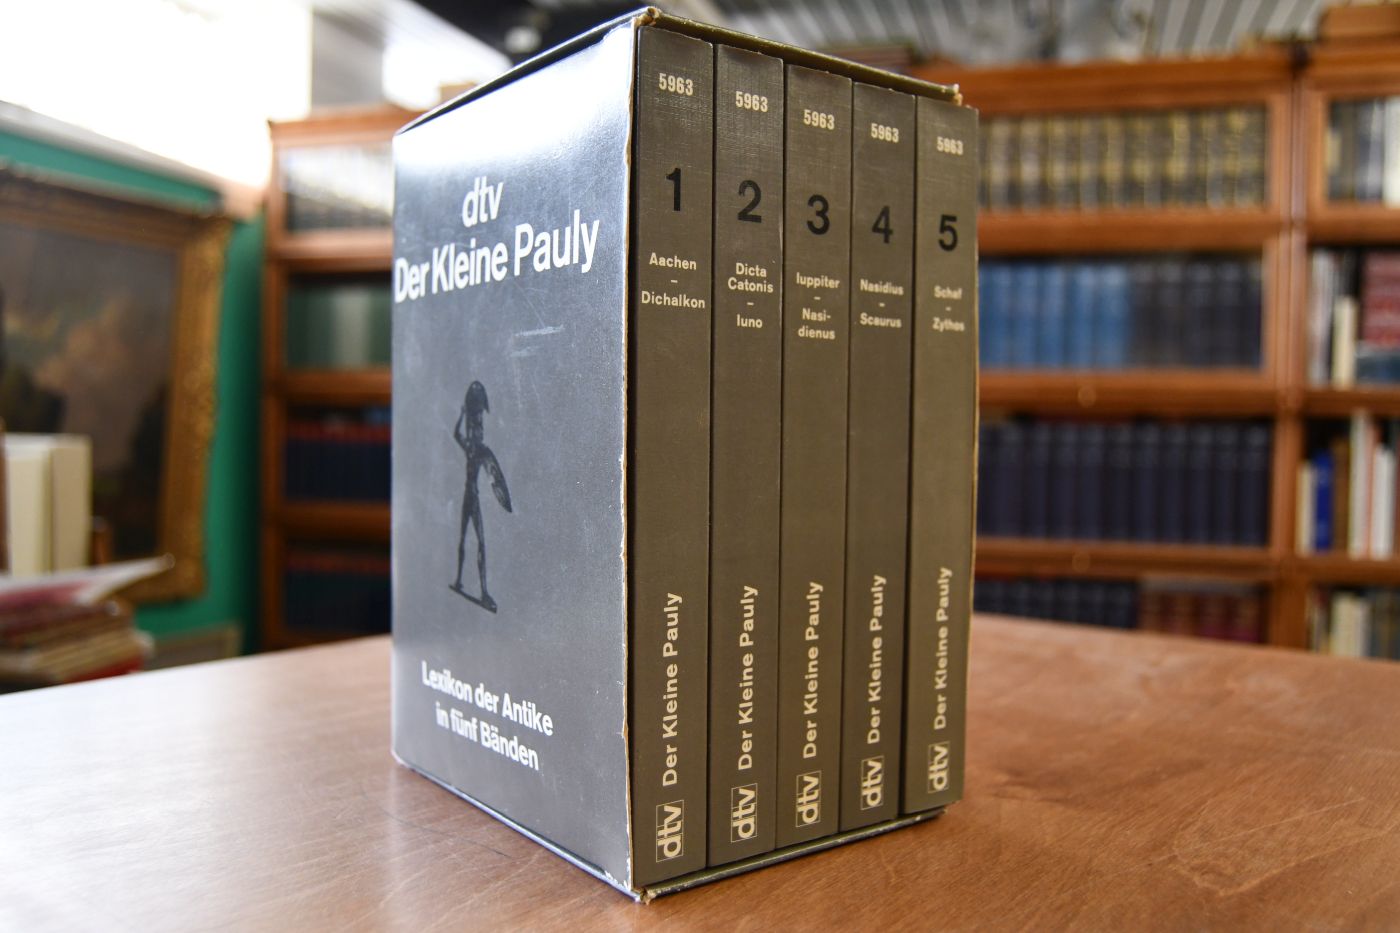 dtv
Der Kleine Pauly
Lexikon der Antike
in fünf Bänden
5963
1
Aachen
–
Dichalkon
Der Kleine Pauly
dtv
5963
2
Dicta
Catonis
–
Iuno
Der Kleine Pauly
dtv
5963
3
Iuppiter
–
Nasi-
dienus
Der Kleine Pauly
dtv
5963
4
Nasidius
–
Scaurus
Der Kleine Pauly
dtv
5963
5
Schaf
–
Zythos
Der Kleine Pauly
dtv